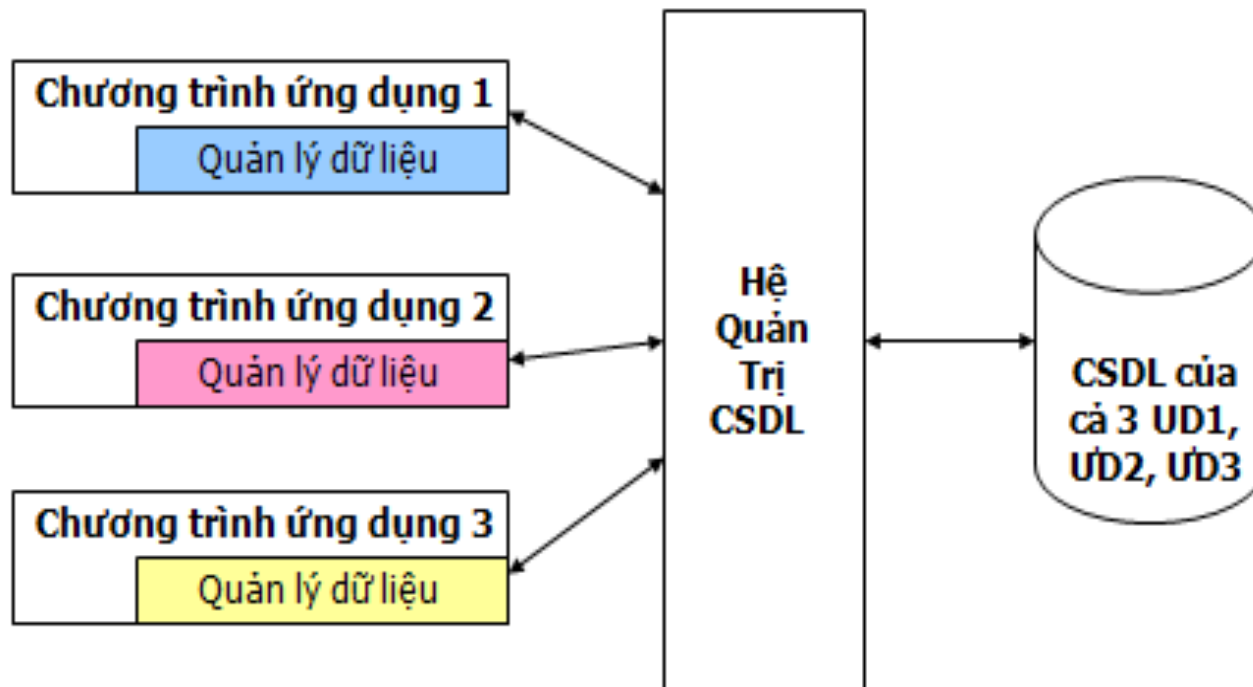 Chương trình ứng dụng 1
Quản lý dữ liệu
Chương trình ứng dụng 2
Quản lý dữ liệu
Chương trình ứng dụng 3
Quản lý dữ liệu
Hệ
Quản
Trị
CSDL
CSDL của
cả 3 UD1,
ƯD2, ƯD3